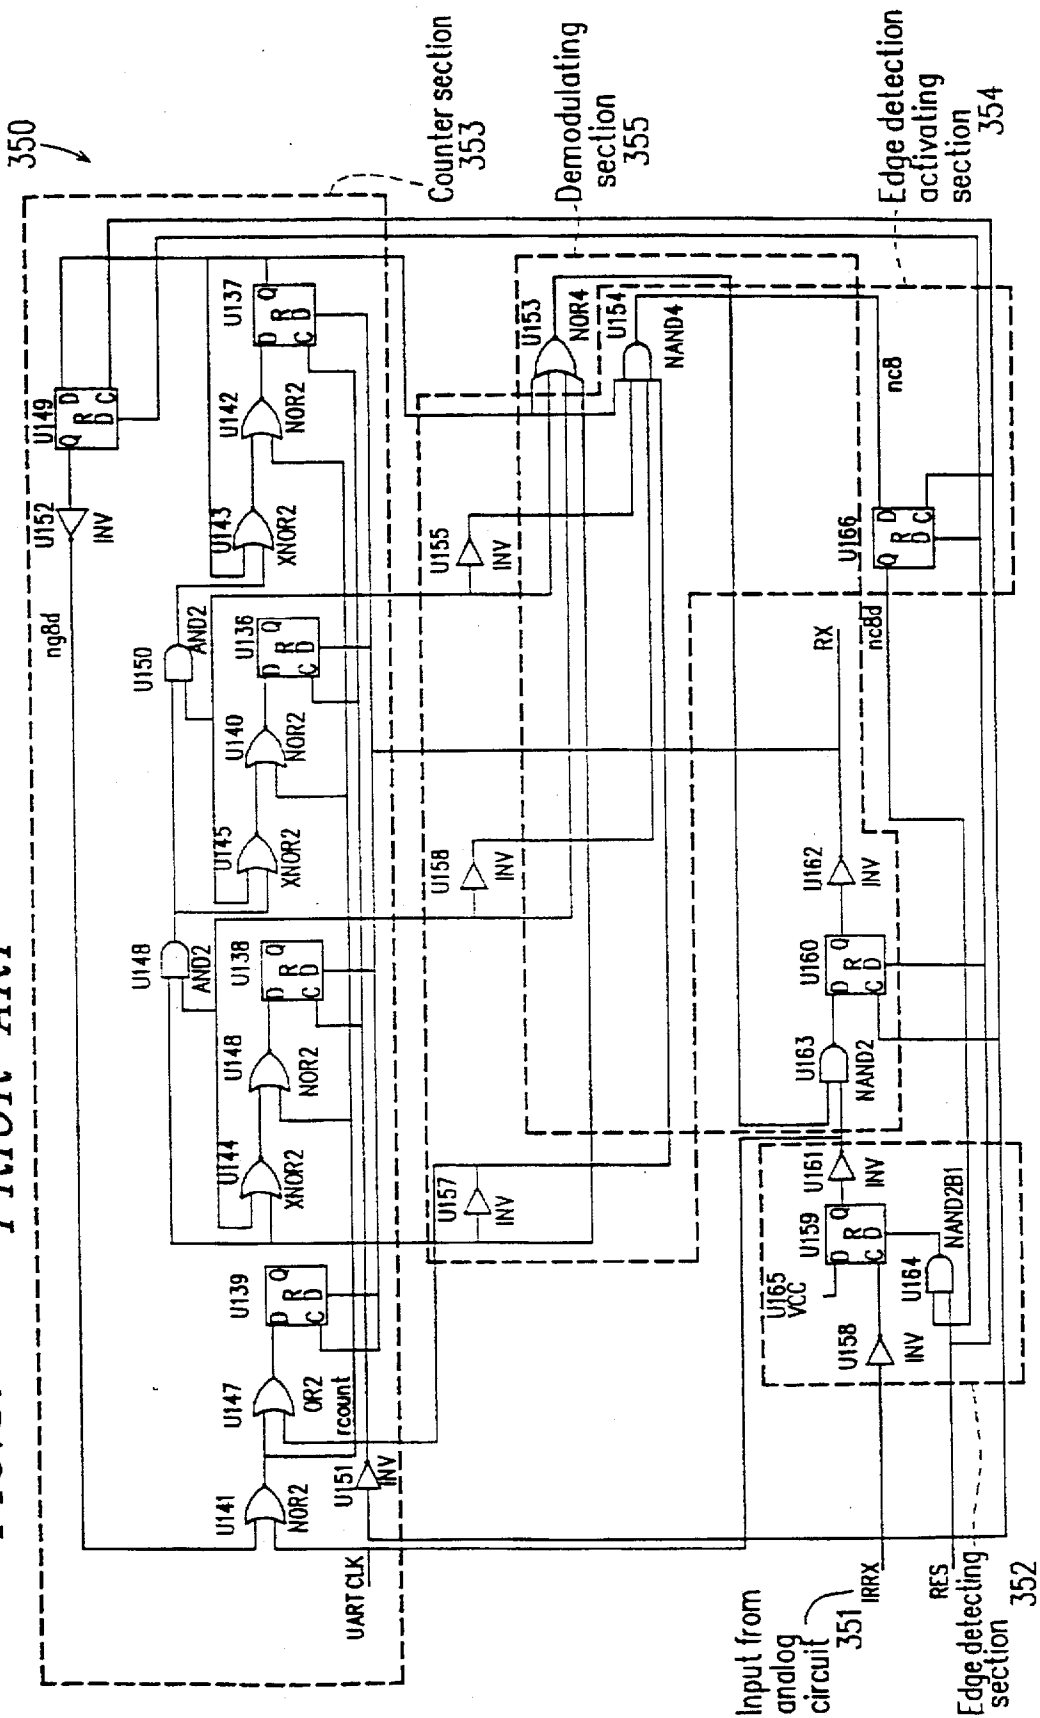 PRIOR ART
350
Counter section
353
Demodulating
section
355
Edge detection
activating
section
354
U149
D
R
D
C
Q
U152
INV
ng8d
U150
AND2
U148
AND2
U137
D
Q
R
D
C
U142
NOR2
U143
XNOR2
U136
D
Q
R
D
C
U140
NOR2
U145
XNOR2
U138
D
Q
R
D
C
U148
NOR2
U144
XNOR2
U139
D
Q
R
D
C
U147
OR2
rcount
U141
NOR2
U151
INV
UART CLK
U153
NOR4
U154
NAND4
U155
INV
U158
INV
U157
INV
nc8
U166
D
R
D
C
Q
nc8d
RX
U162
INV
U160
D
Q
R
D
C
U163
NAND2
U161
INV
U159
D
Q
R
D
C
U165
VCC
U164
NAND2B1
U158
INV
Input from
analog
circuit
351
IRRX
RES
Edge detecting
section
352